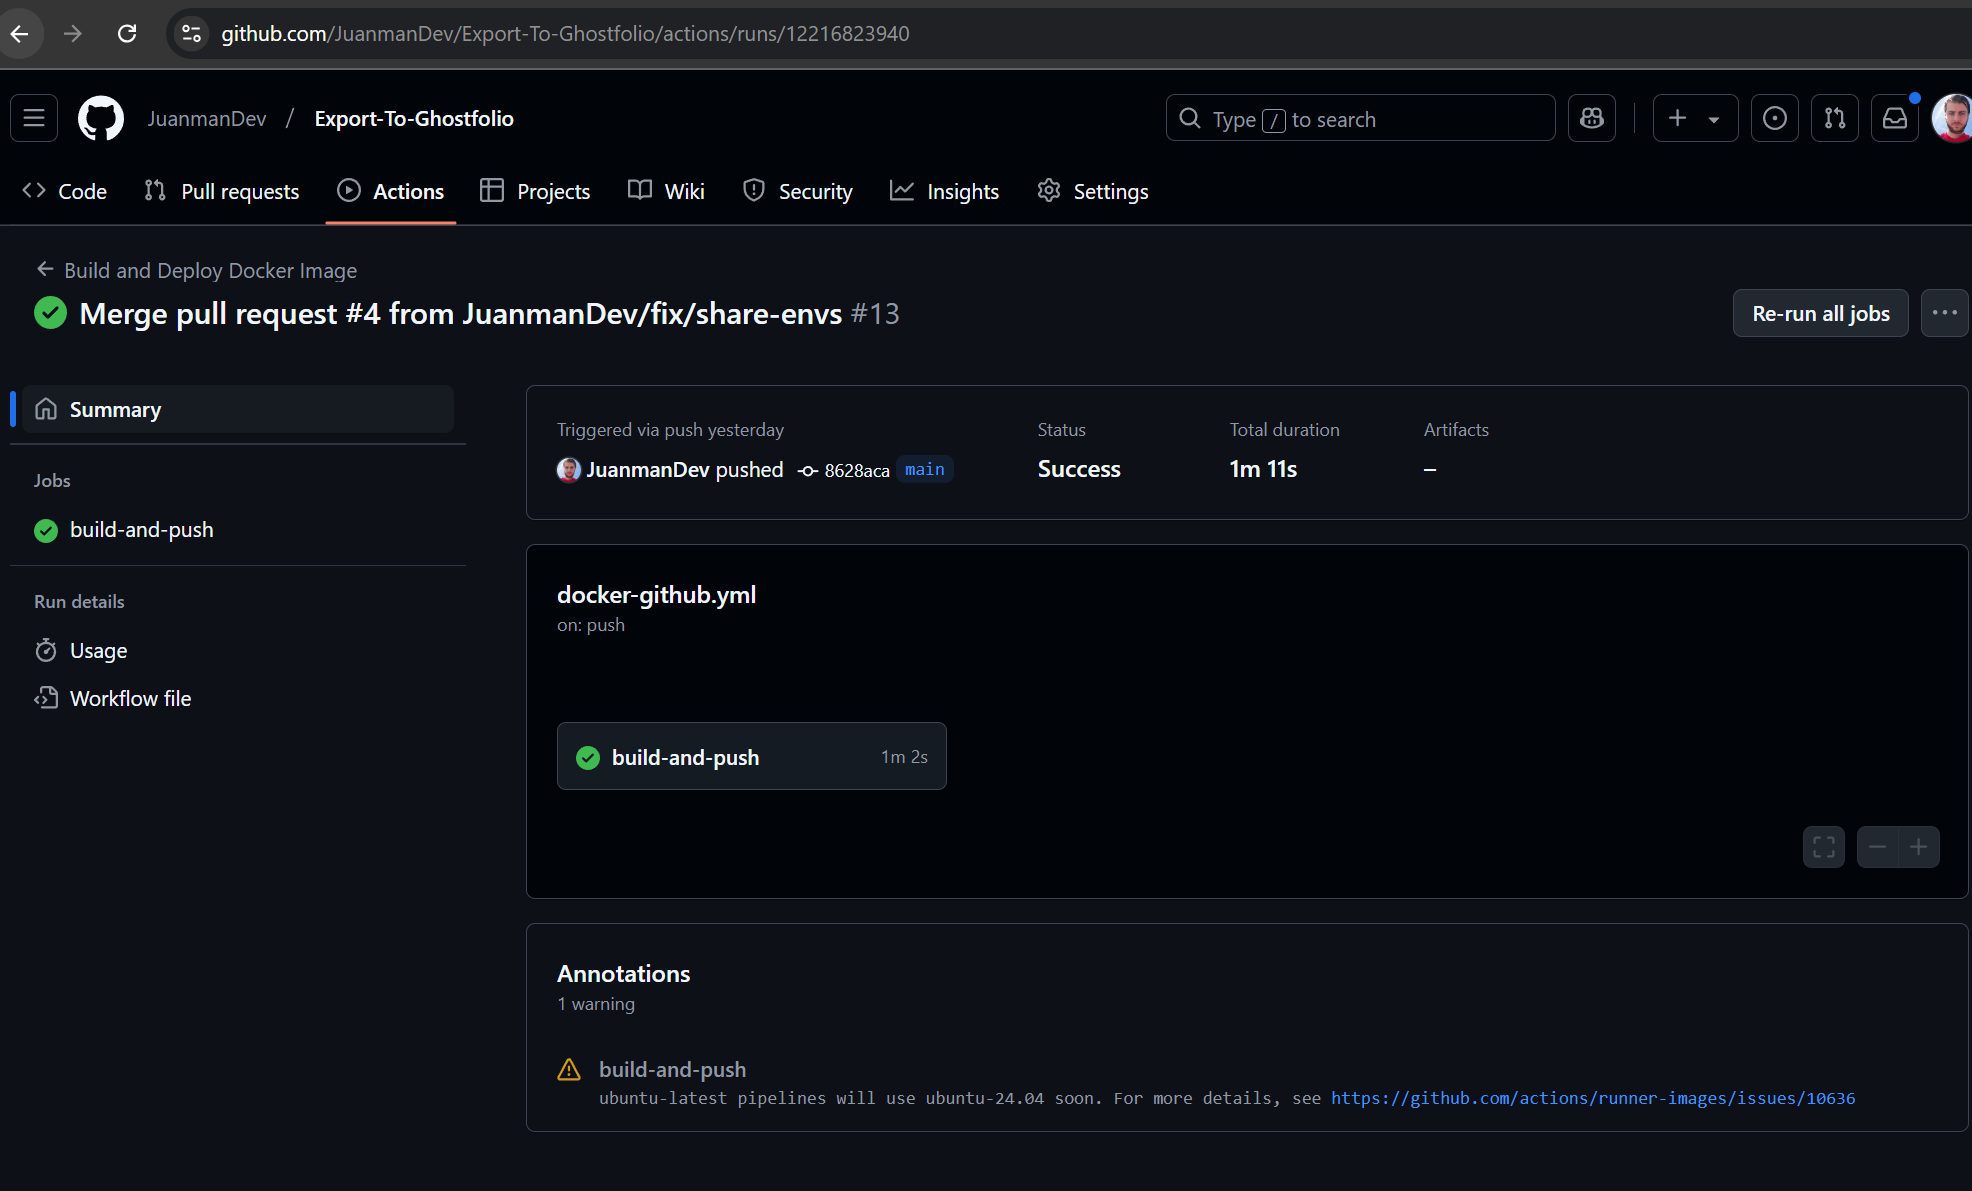 github.com/JuanmanDev/Export-To-Ghostfolio/actions/runs/12216823940
JuanmanDev / Export-To-Ghostfolio
Type / to search
Code
Pull requests
Actions
Projects
Wiki
Security
Insights
Settings
Build and Deploy Docker Image
Merge pull request #4 from JuanmanDev/fix/share-envs #13
Re-run all jobs
Summary
Jobs
build-and-push
Run details
Usage
Workflow file
Triggered via push yesterday
JuanmanDev pushed 8628aca main
Status
Success
Total duration
1m 11s
Artifacts
–
docker-github.yml
on: push
build-and-push 1m 2s
Annotations
1 warning
build-and-push
ubuntu-latest pipelines will use ubuntu-24.04 soon. For more details, see https://github.com/actions/runner-images/issues/10636